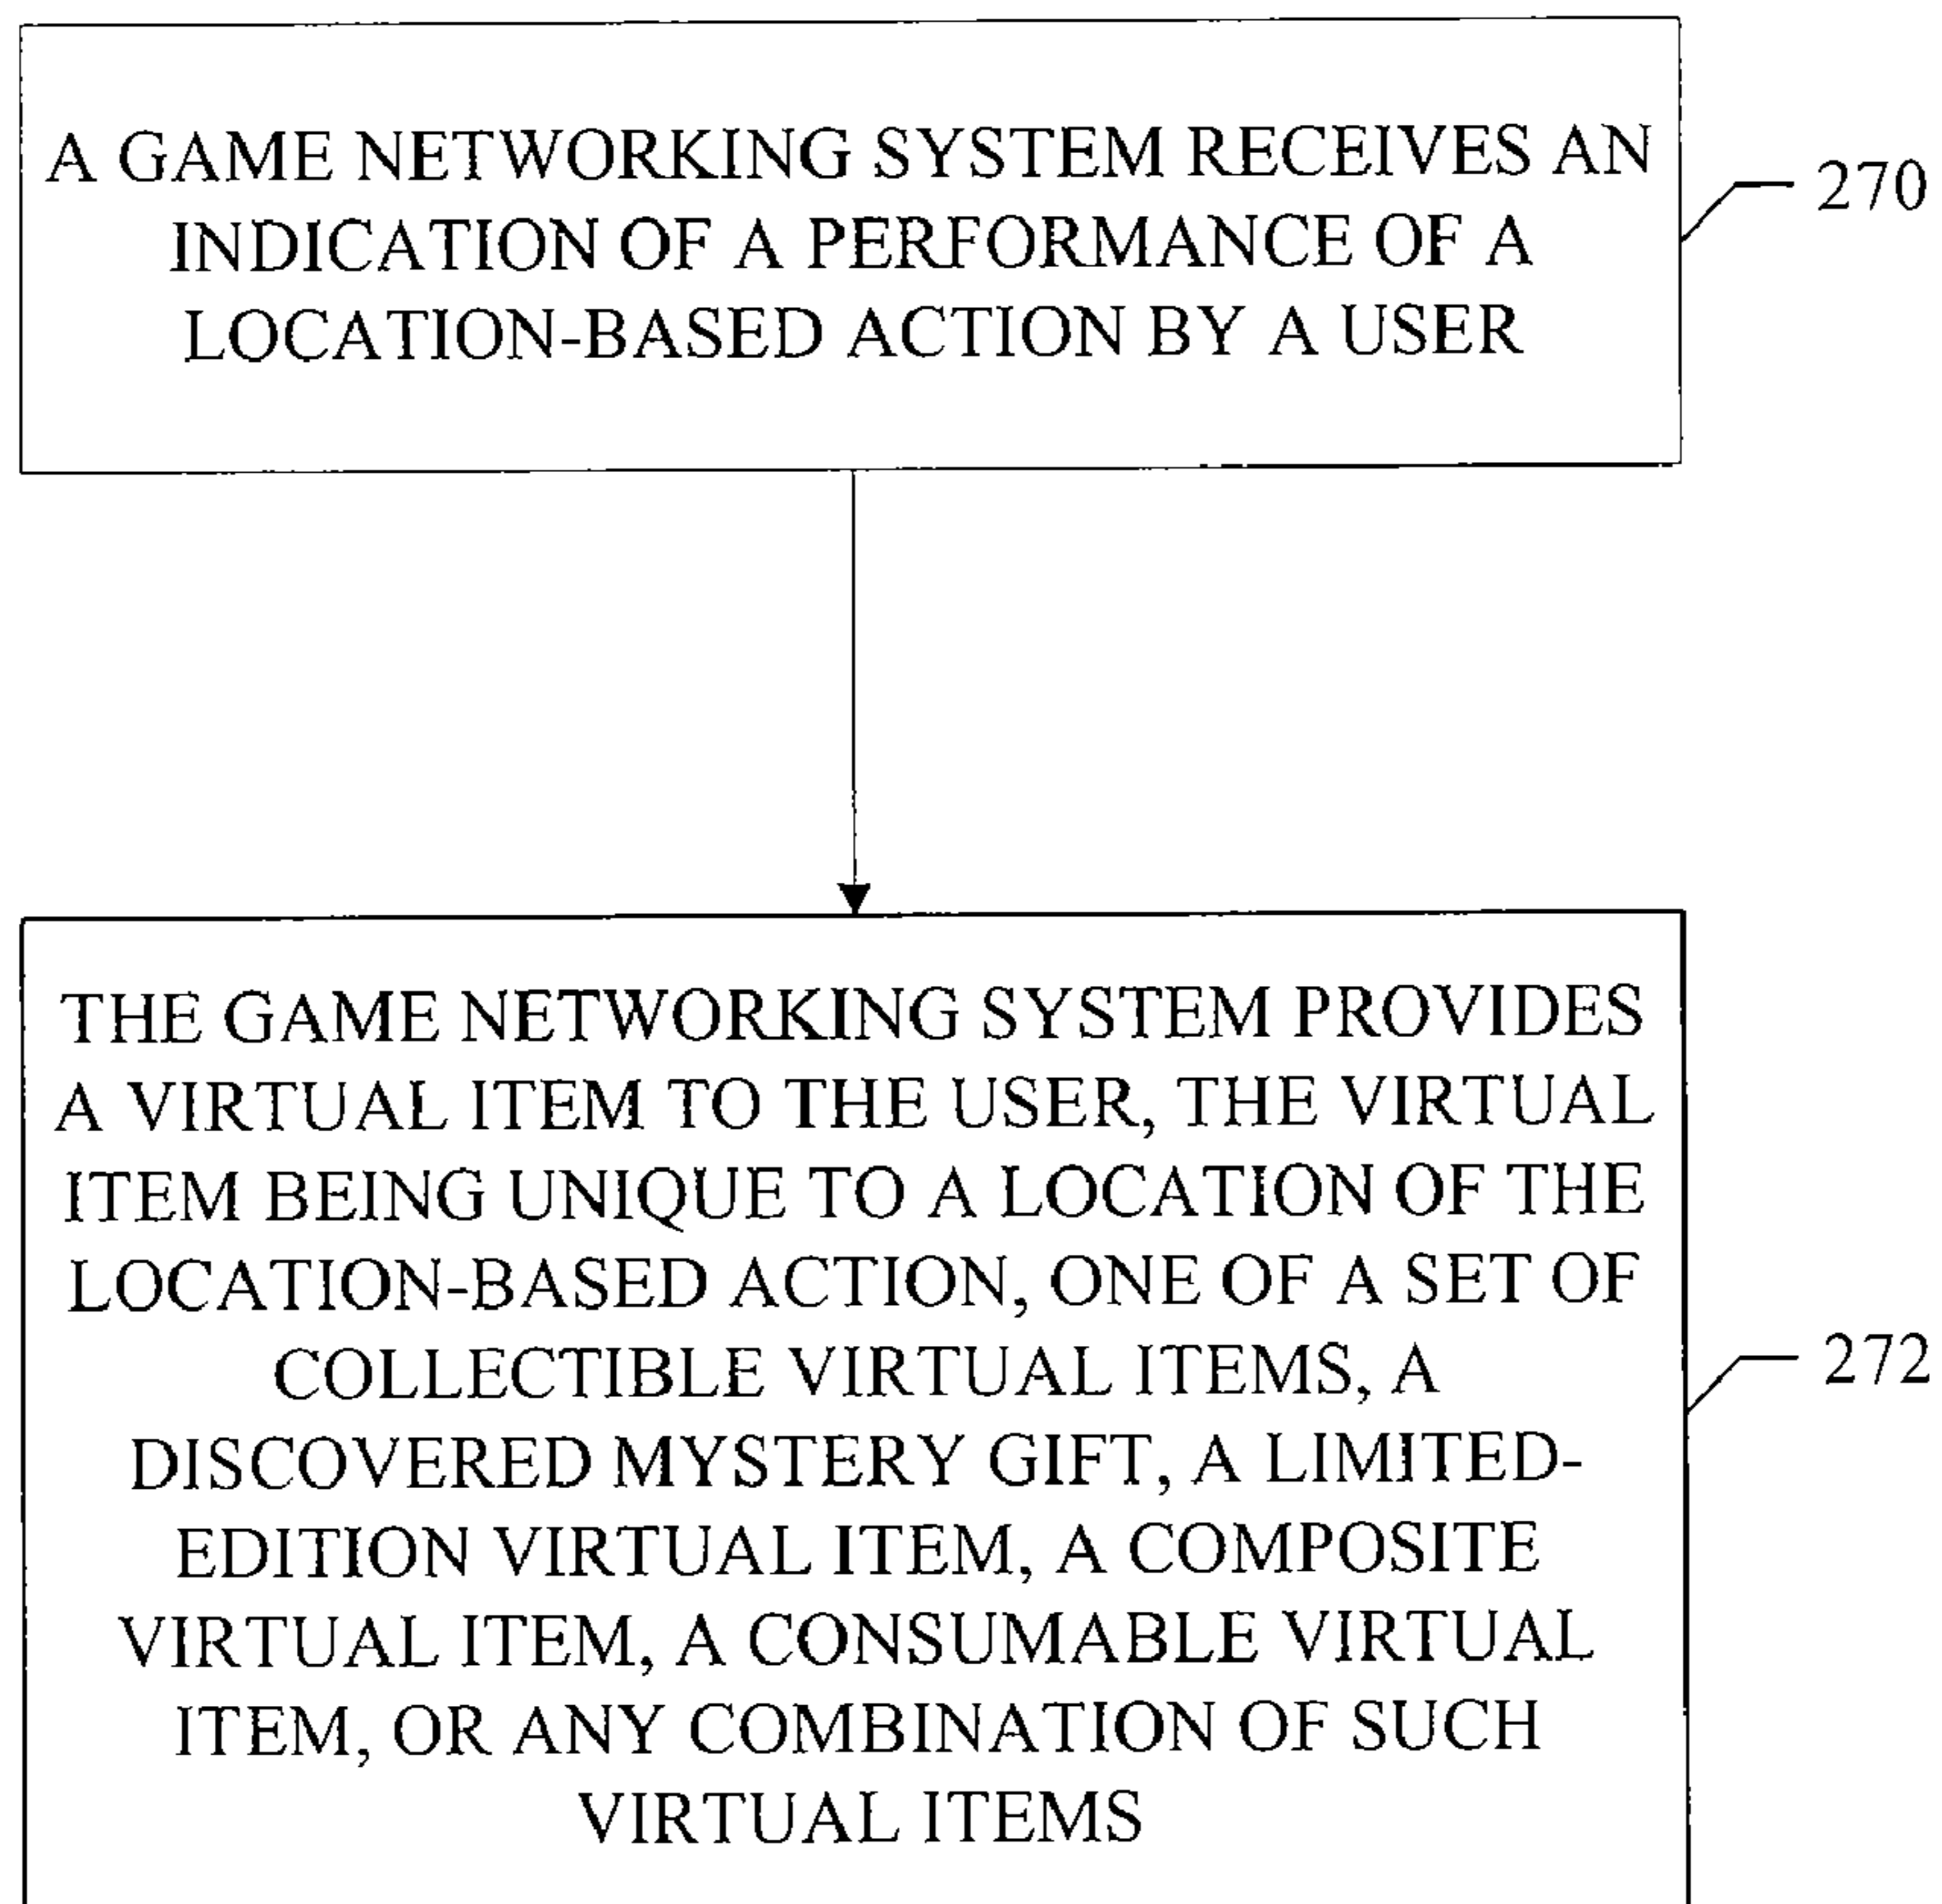 A GAME NETWORKING SYSTEM RECEIVES AN
INDICATION OF A PERFORMANCE OF A
LOCATION-BASED ACTION BY A USER
270
THE GAME NETWORKING SYSTEM PROVIDES
A VIRTUAL ITEM TO THE USER, THE VIRTUAL
ITEM BEING UNIQUE TO A LOCATION OF THE
LOCATION-BASED ACTION, ONE OF A SET OF
COLLECTIBLE VIRTUAL ITEMS, A
DISCOVERED MYSTERY GIFT, A LIMITED-
EDITION VIRTUAL ITEM, A COMPOSITE
VIRTUAL ITEM, A CONSUMABLE VIRTUAL
ITEM, OR ANY COMBINATION OF SUCH
VIRTUAL ITEMS
272